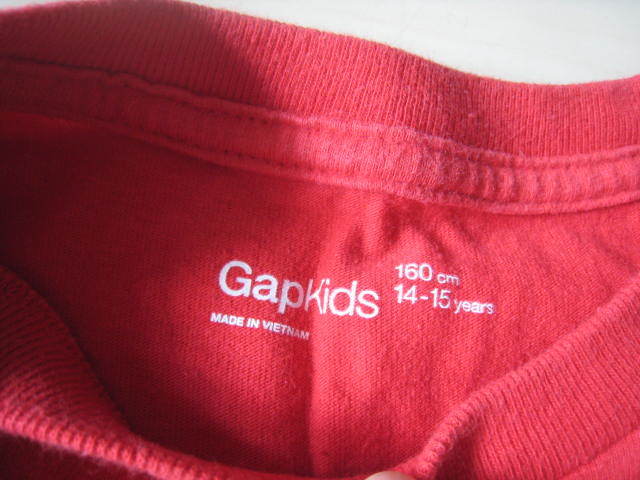 GapKids
MADE IN VIETNAM
160 cm
14-15 years